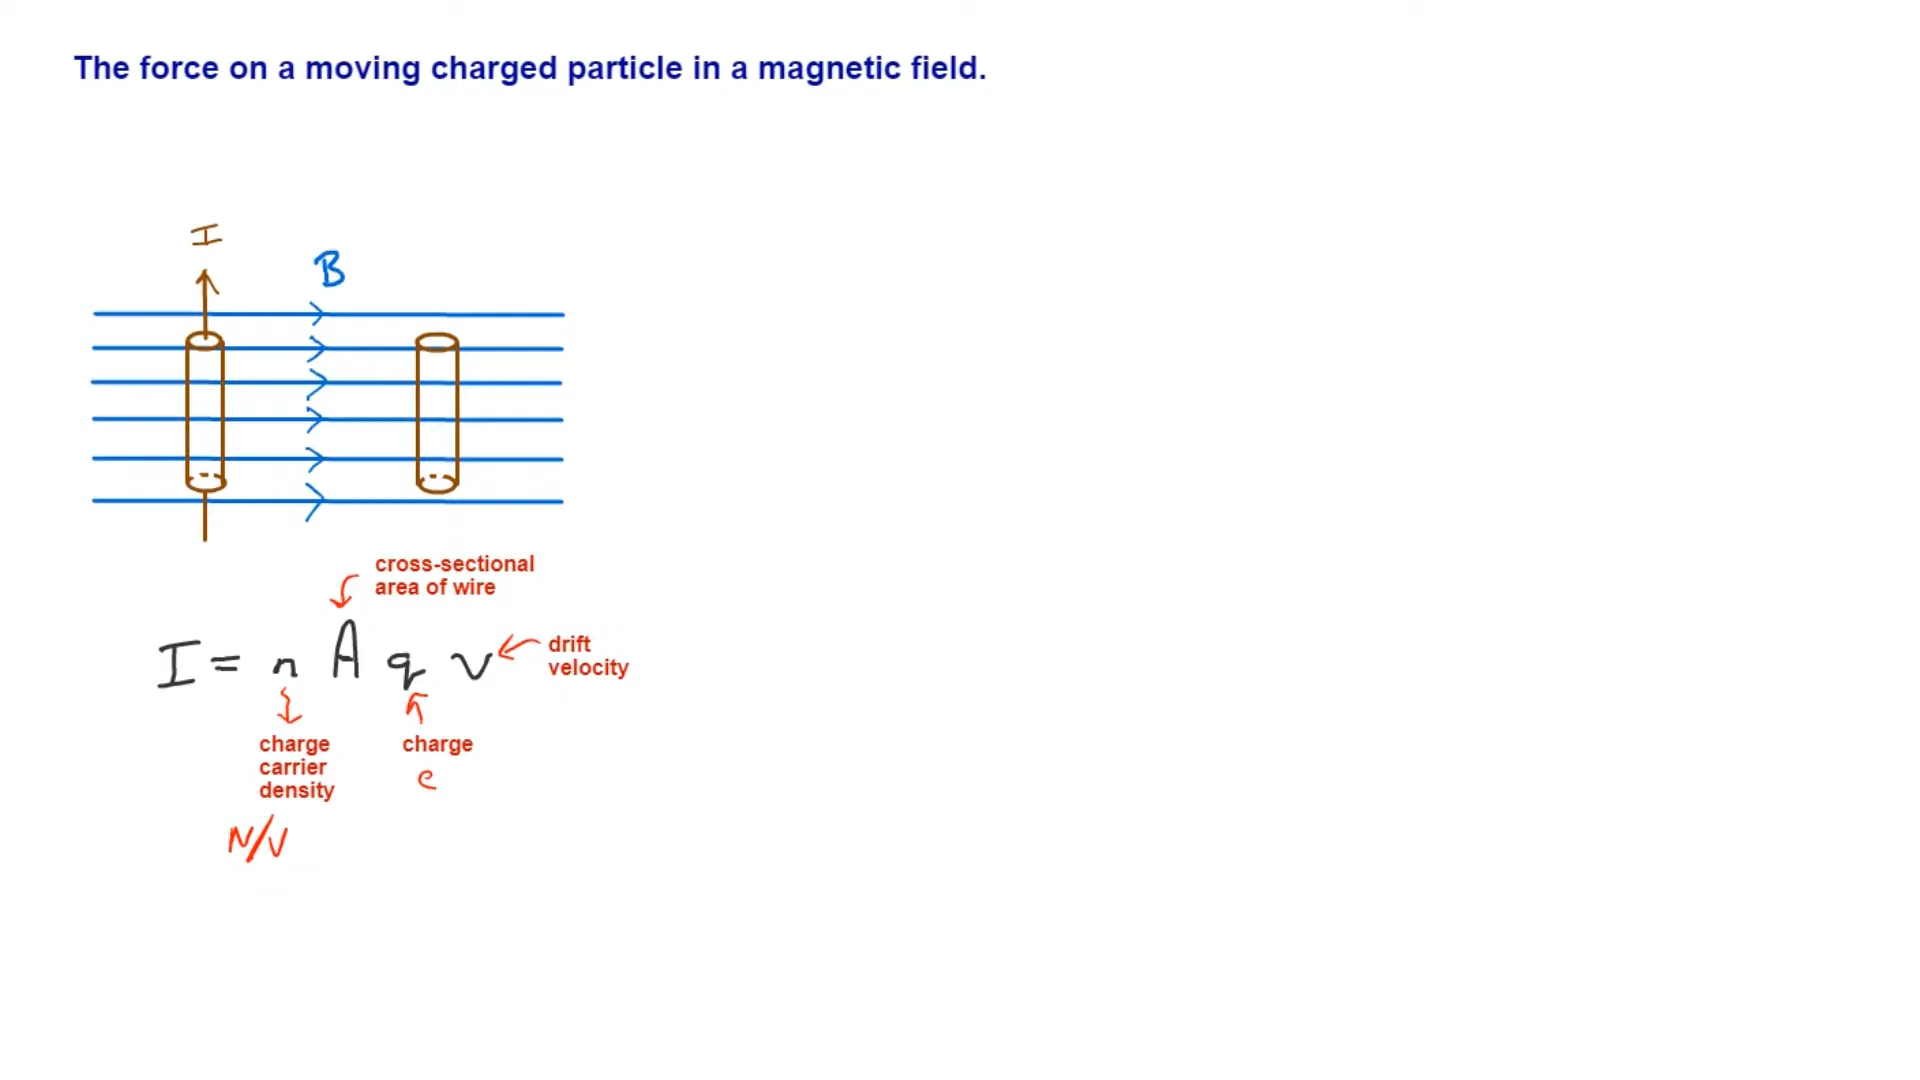 The force on a moving charged particle in a magnetic field.
I
B
cross-sectional
area of wire
I = n A q v
drift
velocity
charge
carrier
density
charge
e
N/V